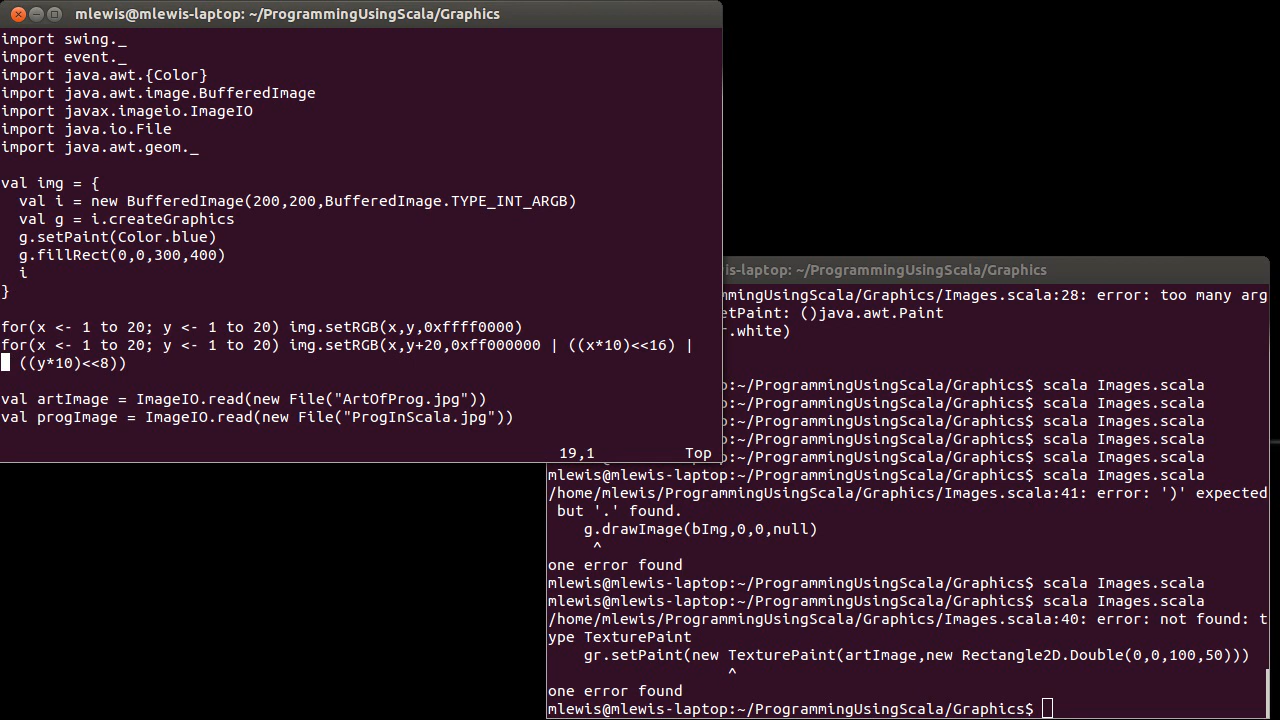 mlewis@mlewis-laptop: ~/ProgrammingUsingScala/Graphics
import swing._
import event._
import java.awt.{Color}
import java.awt.image.BufferedImage
import javax.imageio.ImageIO
import java.io.File
import java.awt.geom._
val img = {
  val i = new BufferedImage(200,200,BufferedImage.TYPE_INT_ARGB)
  val g = i.createGraphics
  g.setPaint(Color.blue)
  g.fillRect(0,0,300,400)
  i
}
for(x <- 1 to 20; y <- 1 to 20) img.setRGB(x,y,0xffff0000)
for(x <- 1 to 20; y <- 1 to 20) img.setRGB(x,y+20,0xff000000 | ((x*10)<<16) |
  ((y*10)<<8))
val artImage = ImageIO.read(new File("ArtOfProg.jpg"))
val progImage = ImageIO.read(new File("ProgInScala.jpg"))
19,1 Top
is-laptop: ~/ProgrammingUsingScala/Graphics
mmingUsingScala/Graphics/Images.scala:28: error: too many arg
etPaint: ()java.awt.Paint
r.white)
op:~/ProgrammingUsingScala/Graphics$ scala Images.scala
op:~/ProgrammingUsingScala/Graphics$ scala Images.scala
op:~/ProgrammingUsingScala/Graphics$ scala Images.scala
op:~/ProgrammingUsingScala/Graphics$ scala Images.scala
op:~/ProgrammingUsingScala/Graphics$ scala Images.scala
mlewis@mlewis-laptop:~/ProgrammingUsingScala/Graphics$ scala Images.scala
/home/mlewis/ProgrammingUsingScala/Graphics/Images.scala:41: error: ')' expected
 but '.' found.
    g.drawImage(bImg,0,0,null)
     ^
one error found
mlewis@mlewis-laptop:~/ProgrammingUsingScala/Graphics$ scala Images.scala
mlewis@mlewis-laptop:~/ProgrammingUsingScala/Graphics$ scala Images.scala
/home/mlewis/ProgrammingUsingScala/Graphics/Images.scala:40: error: not found: t
ype TexturePaint
    gr.setPaint(new TexturePaint(artImage,new Rectangle2D.Double(0,0,100,50)))
                    ^
one error found
mlewis@mlewis-laptop:~/ProgrammingUsingScala/Graphics$